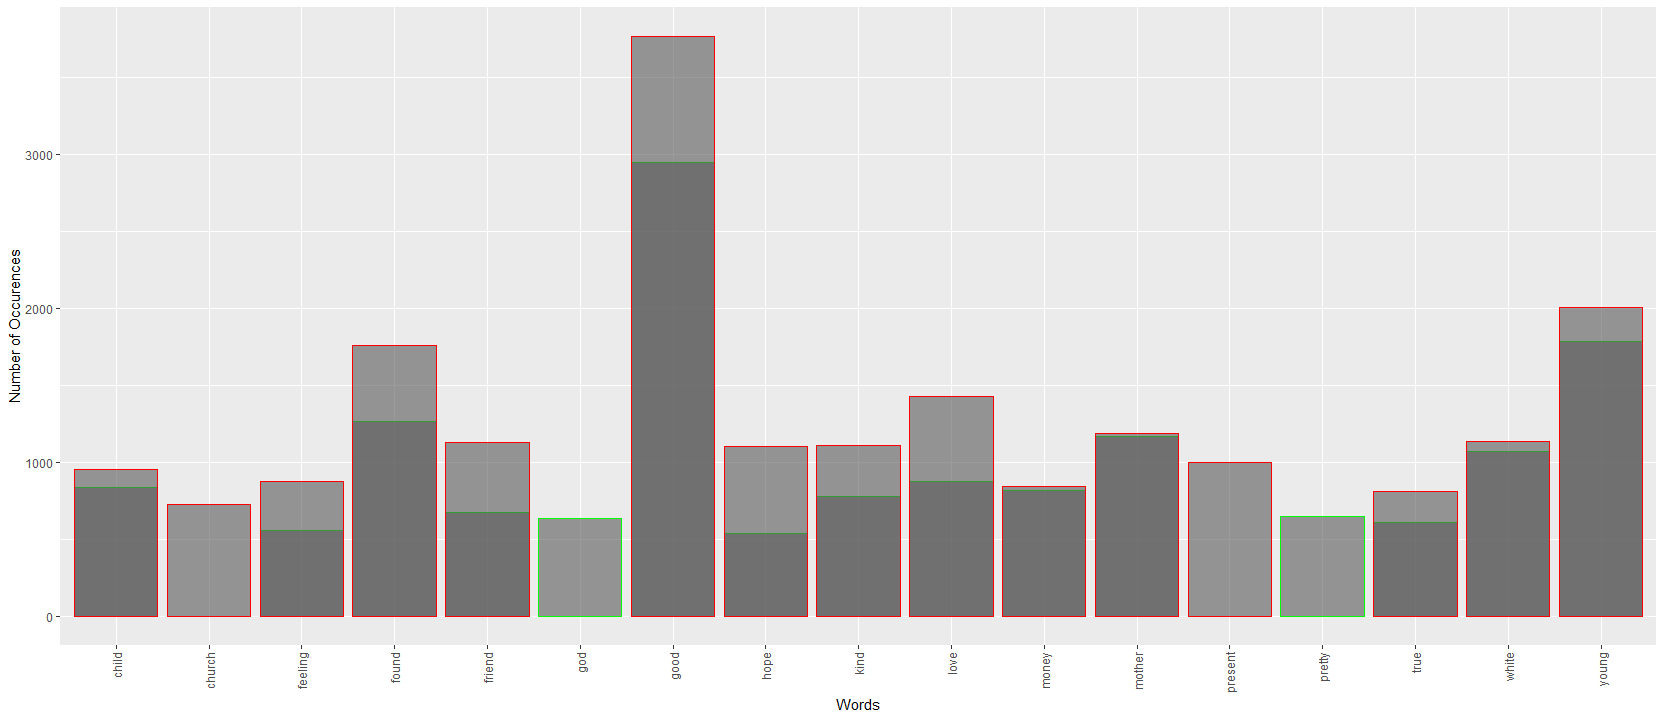 Number of Occurences
3000
2000
1000
0
child
church
feeling
found
friend
god
good
hope
kind
love
money
mother
present
pretty
true
white
young
Words